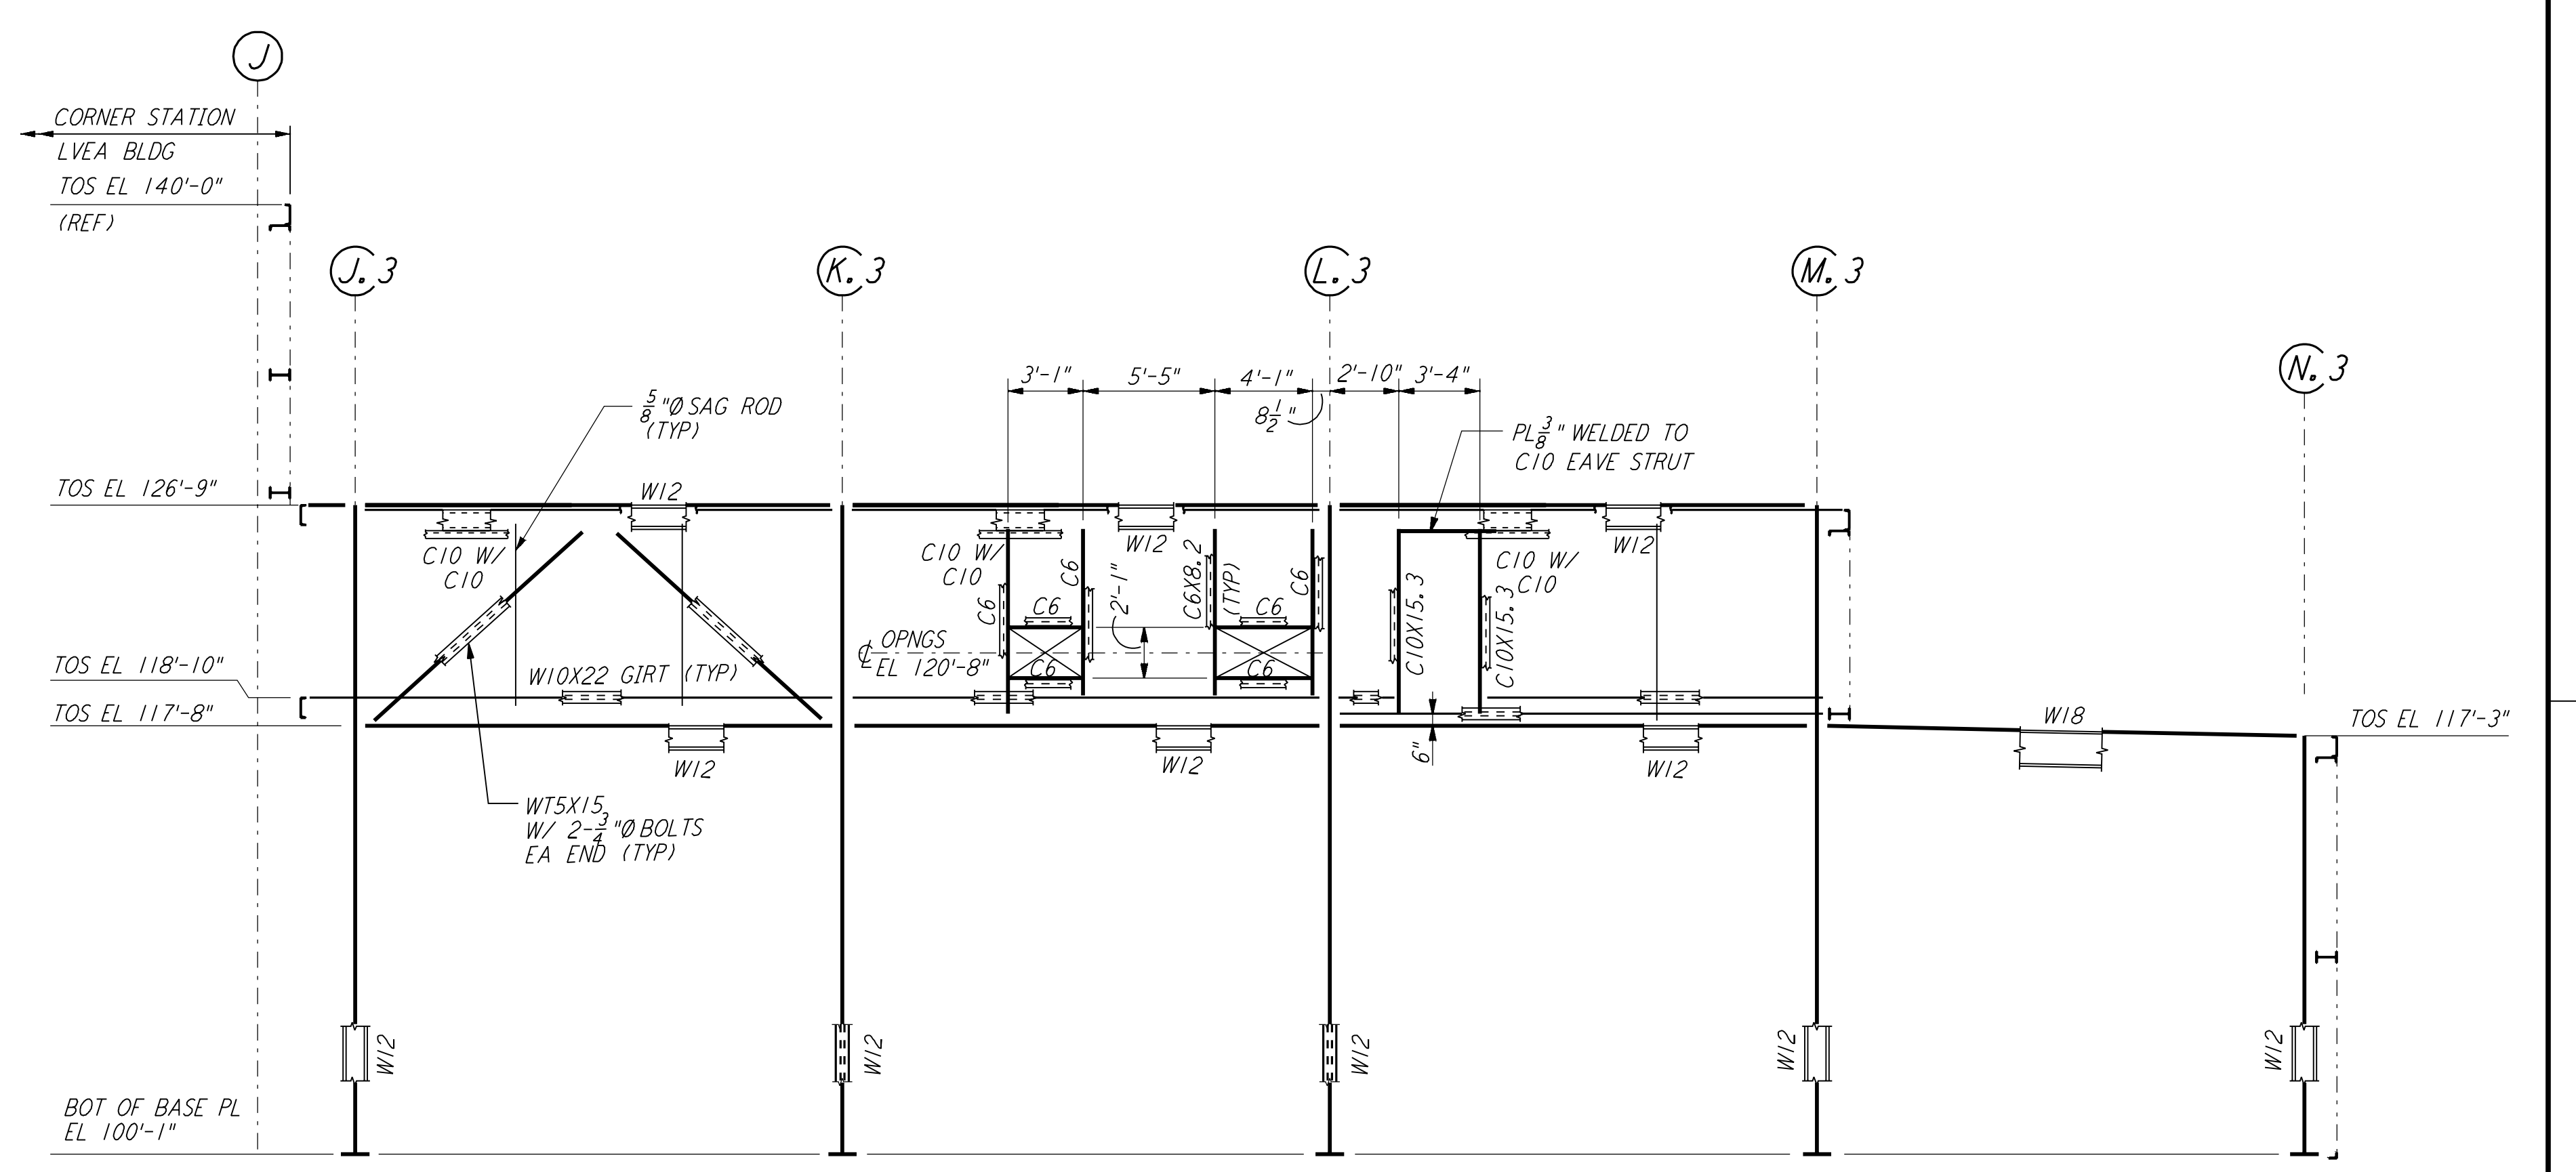 J
CORNER STATION
LVEA BLDG
TOS EL 140'-0"
(REF)
J.3
K.3
L.3
M.3
N.3
3'-1"
5'-5"
4'-1"
8 1/2"
2'-10"
3'-4"
5/8"Ø SAG ROD
(TYP)
PL 3/8" WELDED TO
C10 EAVE STRUT
TOS EL 126'-9"
W12
W12
W12
C10 W/
C10
C10 W/
C10
C10 W/
C10
C6
C6
C6
C6
2'-1"
C6X8.2
(TYP)
C6
C6
C6
C10X15.3
C10X15.3
℄ OPNGS
EL 120'-8"
W10X22 GIRT (TYP)
TOS EL 118'-10"
TOS EL 117'-8"
W12
W12
W12
6"
W18
TOS EL 117'-3"
WT5X15
W/ 2-3/4"Ø BOLTS
EA END (TYP)
W12
W12
W12
W12
W12
BOT OF BASE PL
EL 100'-1"